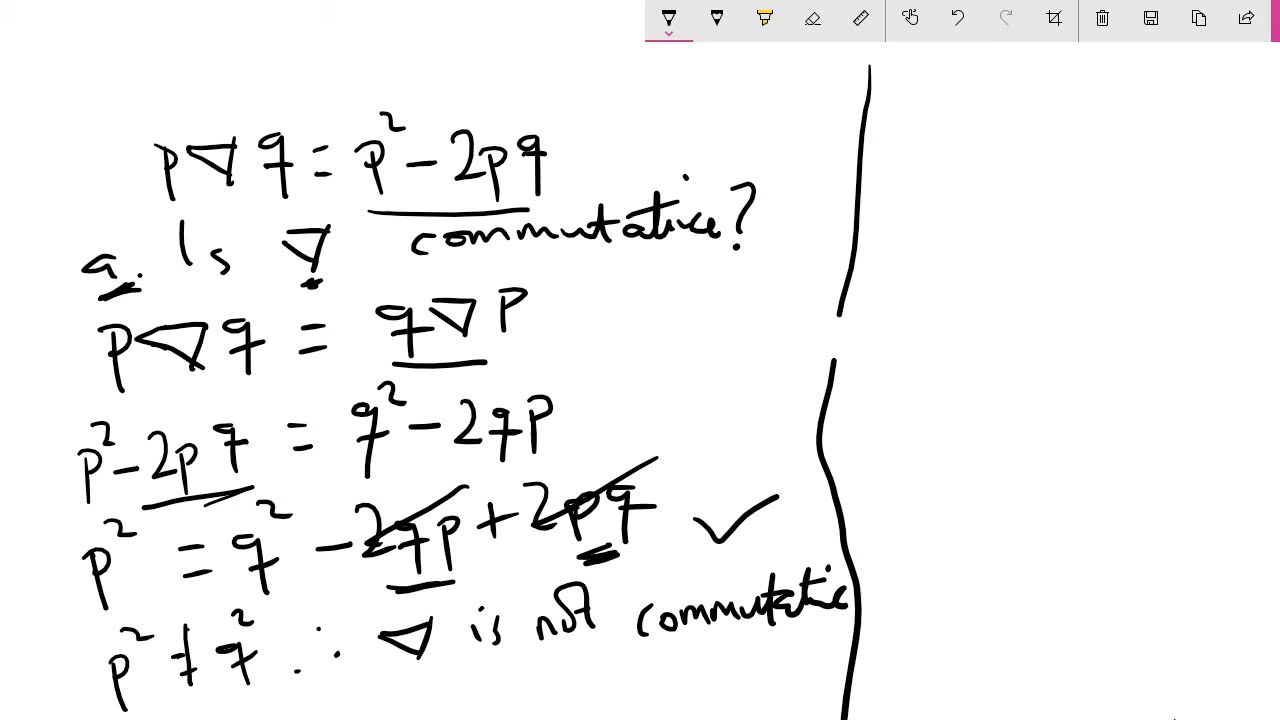 p ▽ q = p² - 2pq
a. Is ▽ commutative?
p ▽ q = q ▽ p
p² - 2pq = q² - 2qp
p² = q² - 2qp + 2pq ✓
p² ≠ q² ∴ ▽ is not commutative